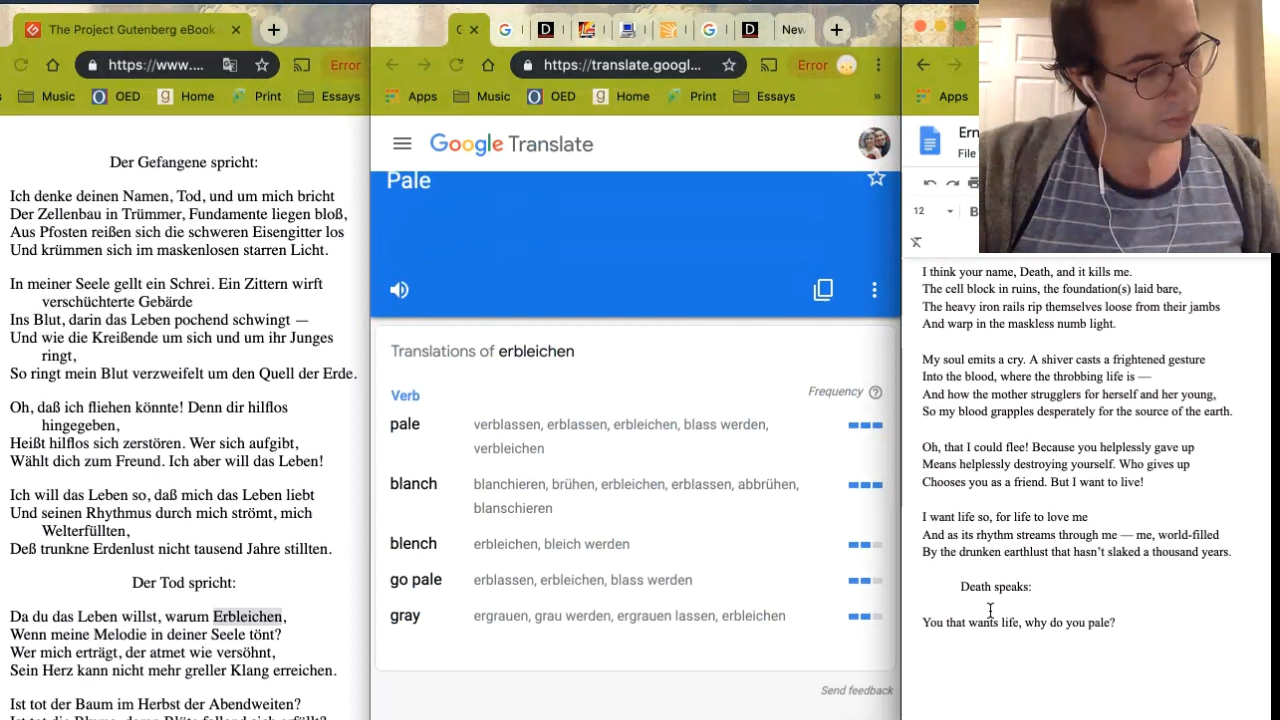 The Project Gutenberg eBook
New
https://www....
Error
https://translate.googl...
Error
Music
OED
Home
Print
Essays
Apps
Music
OED
Home
Print
Essays
»
Apps
Der Gefangene spricht:
Ich denke deinen Namen, Tod, und um mich bricht
Der Zellenbau in Trümmer, Fundamente liegen bloß,
Aus Pfosten reißen sich die schweren Eisengitter los
Und krümmen sich im maskenlosen starren Licht.
In meiner Seele gellt ein Schrei. Ein Zittern wirft
verschüchterte Gebärde
Ins Blut, darin das Leben pochend schwingt —
Und wie die Kreißende um sich und um ihr Junges
ringt,
So ringt mein Blut verzweifelt um den Quell der Erde.
Oh, daß ich fliehen könnte! Denn dir hilflos
hingegeben,
Heißt hilflos sich zerstören. Wer sich aufgibt,
Wählt dich zum Freund. Ich aber will das Leben!
Ich will das Leben so, daß mich das Leben liebt
Und seinen Rhythmus durch mich strömt, mich
Welterfüllten,
Deß trunkne Erdenlust nicht tausend Jahre stillten.
Der Tod spricht:
Da du das Leben willst, warum Erbleichen,
Wenn meine Melodie in deiner Seele tönt?
Wer mich erträgt, der atmet wie versöhnt,
Sein Herz kann nicht mehr greller Klang erreichen.
Ist tot der Baum im Herbst der Abendweiten?
Google Translate
Pale
Translations of erbleichen
Verb
Frequency
pale
verblassen, erblassen, erbleichen, blass werden,
verbleichen
blanch
blanchieren, brühen, erbleichen, erblassen, abbrühen,
blanschieren
blench
erbleichen, bleich werden
go pale
erblassen, erbleichen, blass werden
gray
ergrauen, grau werden, ergrauen lassen, erbleichen
Send feedback
Ern
File
12
B
I think your name, Death, and it kills me.
The cell block in ruins, the foundation(s) laid bare,
The heavy iron rails rip themselves loose from their jambs
And warp in the maskless numb light.
My soul emits a cry. A shiver casts a frightened gesture
Into the blood, where the throbbing life is —
And how the mother strugglers for herself and her young,
So my blood grapples desperately for the source of the earth.
Oh, that I could flee! Because you helplessly gave up
Means helplessly destroying yourself. Who gives up
Chooses you as a friend. But I want to live!
I want life so, for life to love me
And as its rhythm streams through me — me, world-filled
By the drunken earthlust that hasn't slaked a thousand years.
Death speaks:
You that wants life, why do you pale?